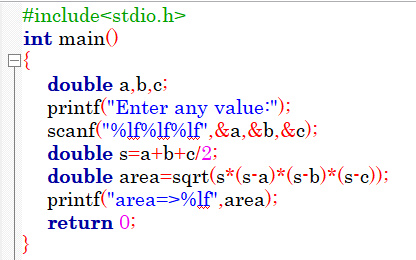 #include<stdio.h>
int main()
{
double a,b,c;
printf("Enter any value:");
scanf("%lf%lf%lf",&a,&b,&c);
double s=a+b+c/2;
double area=sqrt(s*(s-a)*(s-b)*(s-c));
printf("area=>%lf",area);
return 0;
}